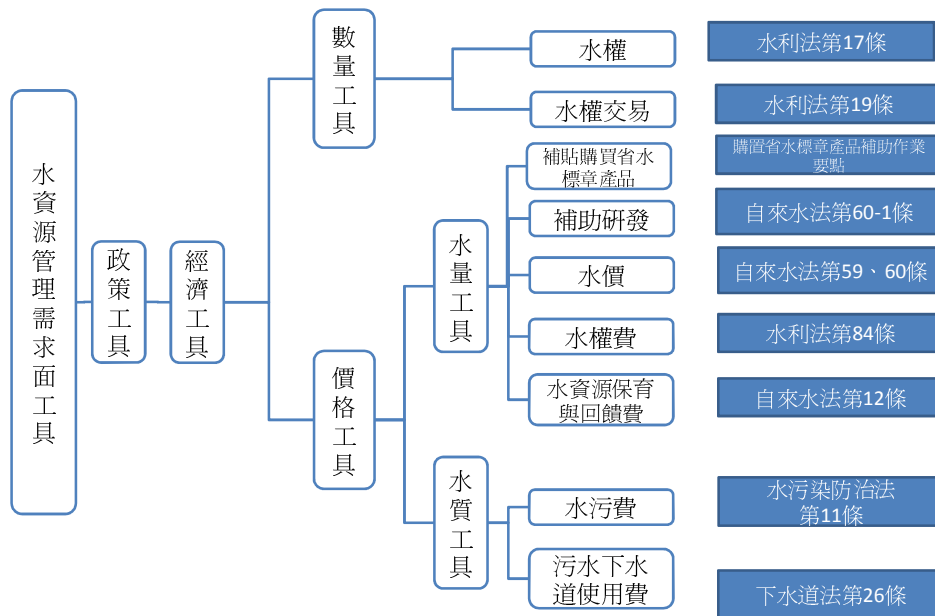 水資源管理需求面工具
政策工具
經濟工具
數量工具
水權
水利法第17條
水權交易
水利法第19條
價格工具
水量工具
補貼購買省水
標章產品
購置省水標章產品補助作業
要點
補助研發
自來水法第60-1條
水價
自來水法第59、60條
水權費
水利法第84條
水資源保育
與回饋費
自來水法第12條
水質工具
水污費
水污染防治法
第11條
污水下水
道使用費
下水道法第26條